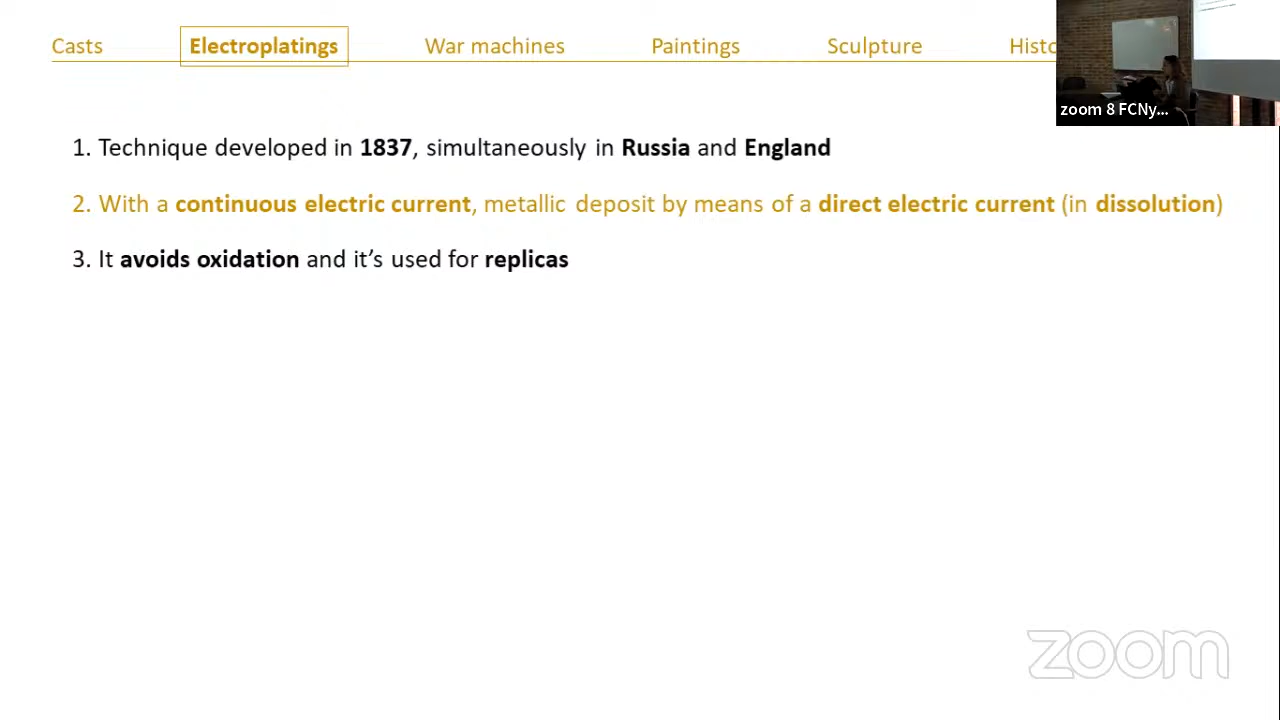 Casts Electroplatings War machines Paintings Sculpture
zoom 8 FCNy...
1. Technique developed in 1837, simultaneously in Russia and England
2. With a continuous electric current, metallic deposit by means of a direct electric current (in dissolution)
3. It avoids oxidation and it’s used for replicas
zoom